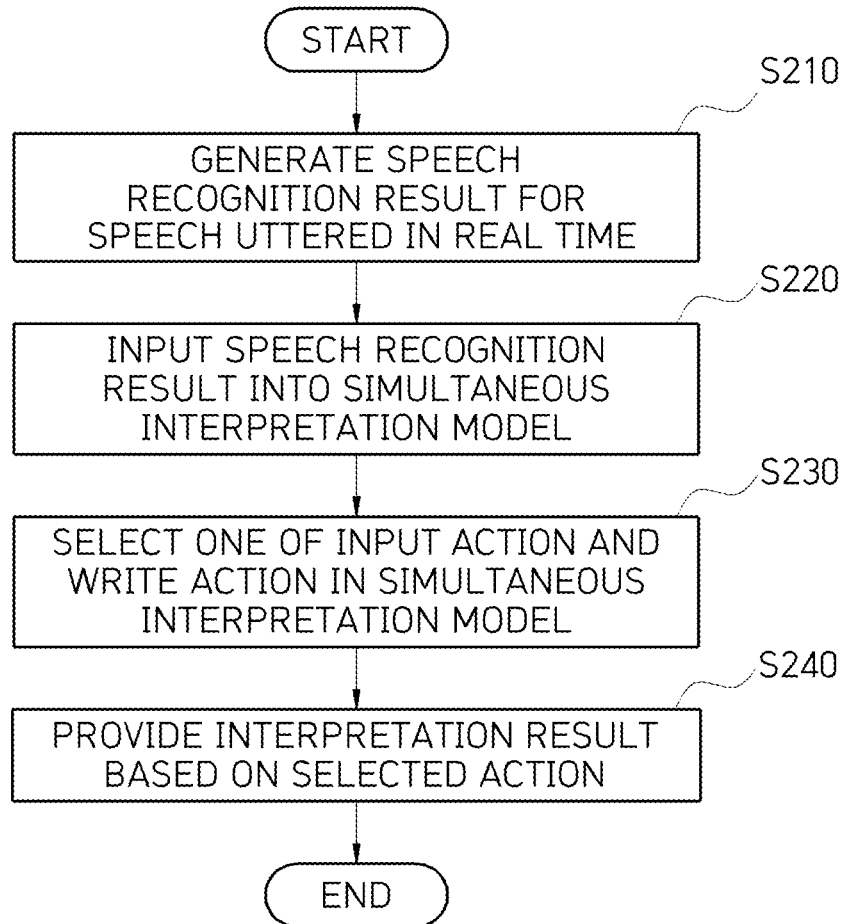 START
S210
GENERATE SPEECH
RECOGNITION RESULT FOR
SPEECH UTTERED IN REAL TIME
S220
INPUT SPEECH RECOGNITION
RESULT INTO SIMULTANEOUS
INTERPRETATION MODEL
S230
SELECT ONE OF INPUT ACTION AND
WRITE ACTION IN SIMULTANEOUS
INTERPRETATION MODEL
S240
PROVIDE INTERPRETATION RESULT
BASED ON SELECTED ACTION
END